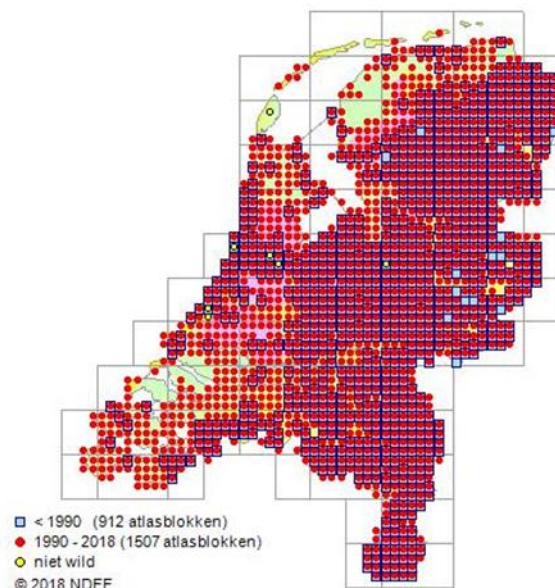 < 1990 (912 atlasblokken)
1990 - 2018 (1507 atlasblokken)
niet wild
© 2018 NDFF